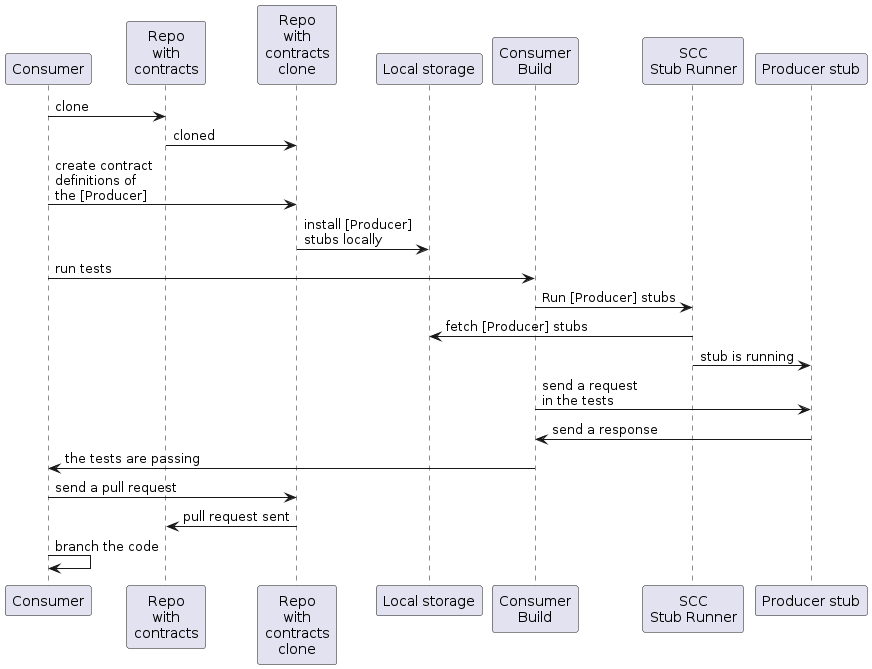 Consumer
Repo
with
contracts
Repo
with
contracts
clone
Local storage
Consumer
Build
SCC
Stub Runner
Producer stub
clone
cloned
create contract
definitions of
the [Producer]
install [Producer]
stubs locally
run tests
Run [Producer] stubs
fetch [Producer] stubs
stub is running
send a request
in the tests
send a response
the tests are passing
send a pull request
pull request sent
branch the code
Consumer
Repo
with
contracts
Repo
with
contracts
clone
Local storage
Consumer
Build
SCC
Stub Runner
Producer stub